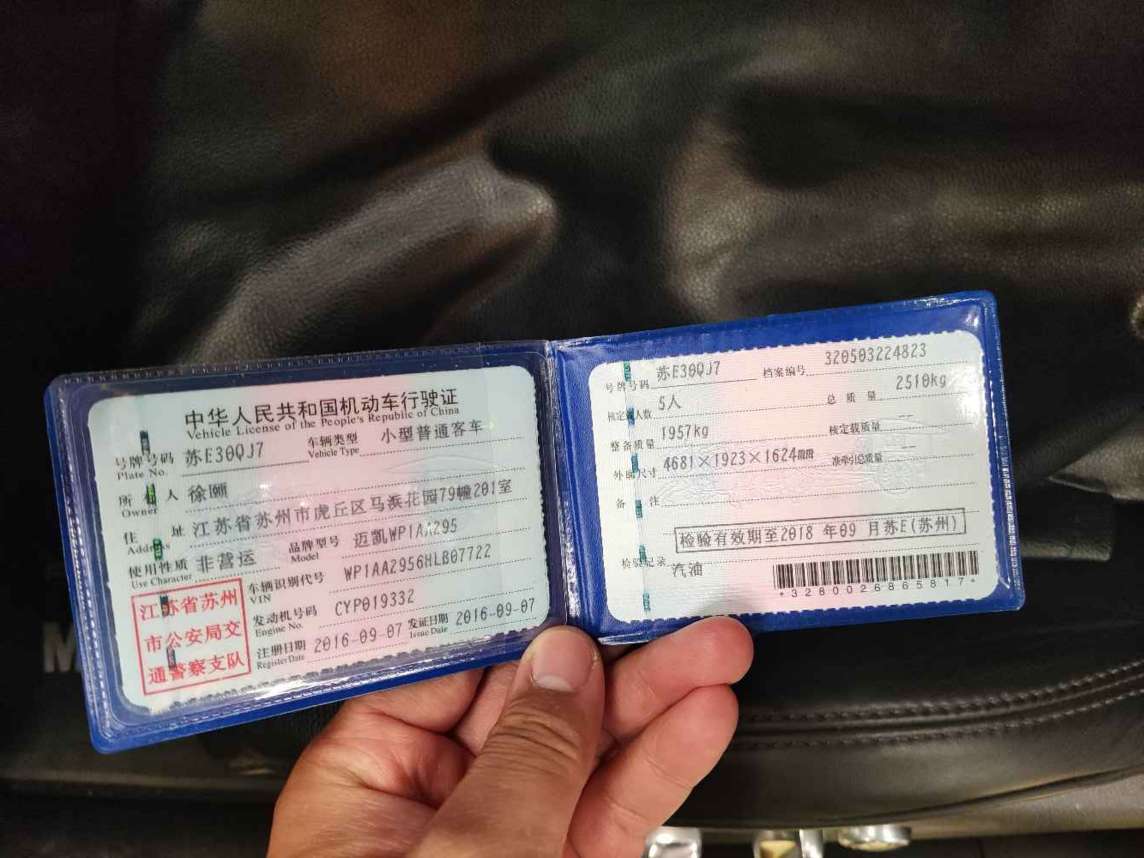 中华人民共和国机动车行驶证
Vehicle License of the People's Republic of China
号牌号码 苏E30QJ7 车辆类型 小型普通客车
Plate No. Vehicle Type
所 人 徐颐
Owner
住 址 江苏省苏州市虎丘区马浜花园79幢201室
Address
使用性质 非营运 品牌型号 迈凯WP1AA295
Use Character Model
车辆识别代号 WP1AA2956HLB07722
VIN
发动机号码 CYP019332
Engine No.
注册日期 2016-09-07 发证日期 2016-09-07
Register Date Issue Date
江苏省苏州
市公安局交
通警察支队
号牌号码 苏E30QJ7 档案编号 320503224823
核定载人数 5人 总 质 量 2510kg
整备质量 1957kg 核定载质量 --
外廓尺寸 4681×1923×1624mm 准牵引总质量 --
备 注
检验有效期至2018 年09 月苏E(苏州)
检验记录 汽油
*3280026865817*
M